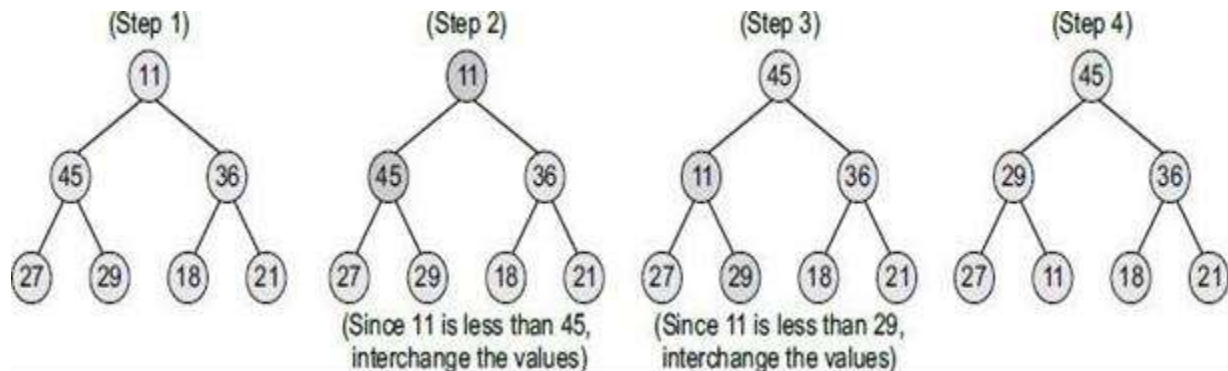 (Step 1) (Step 2) (Step 3) (Step 4)
11 11 45 45
45 36 45 36 11 36 29 36
27 29 18 21 27 29 18 21 27 29 18 21 27 11 18 21
(Since 11 is less than 45, (Since 11 is less than 29,
interchange the values) interchange the values)